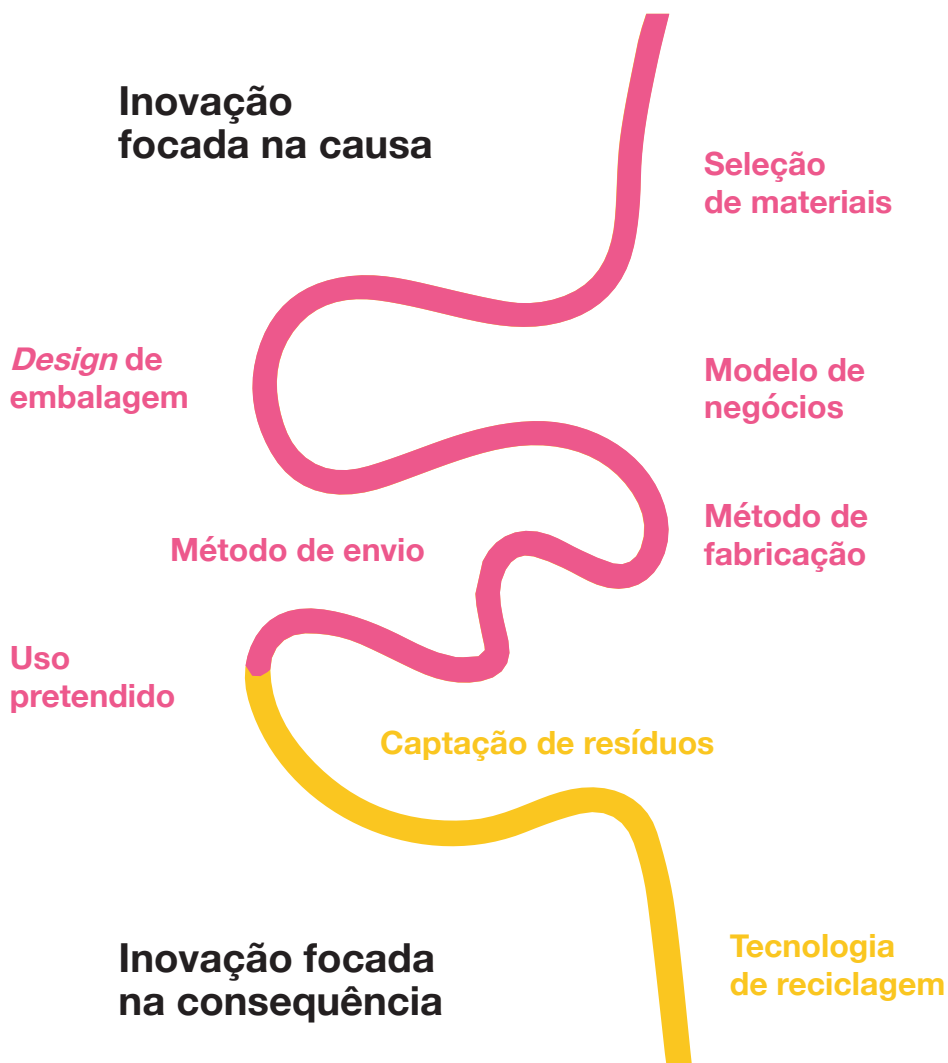 Inovação
focada na causa
Seleção
de materiais
Design de
embalagem
Modelo de
negócios
Método de
fabricação
Método de envio
Uso
pretendido
Captação de resíduos
Inovação focada
na consequência
Tecnologia
de reciclagem